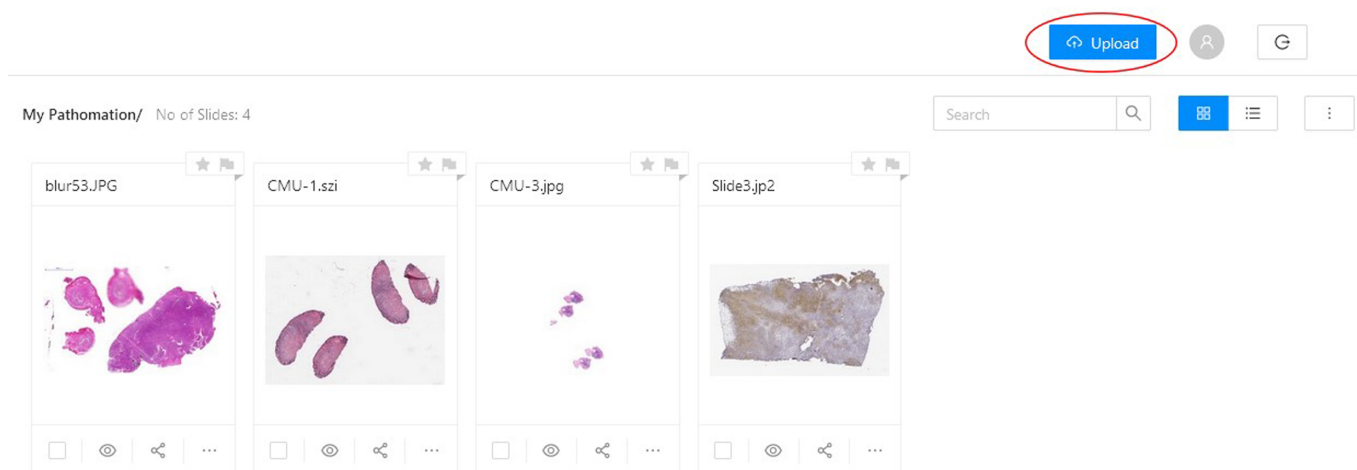 Upload
My Pathomation/ No of Slides: 4
Search
blur53.JPG
CMU-1.szi
CMU-3.jpg
Slide3.jp2